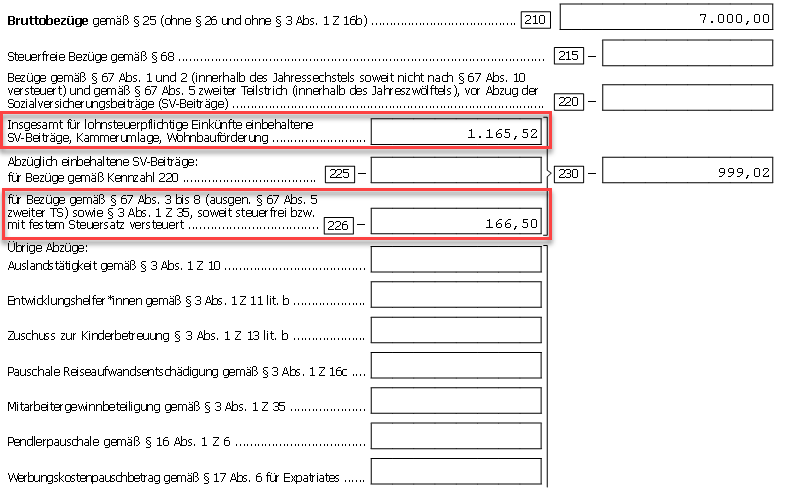 Bruttobezüge gemäß § 25 (ohne § 26 und ohne § 3 Abs. 1 Z 16b) ................................... 210 7.000,00
Steuerfreie Bezüge gemäß § 68 ........................................................................ 215 –
Bezüge gemäß § 67 Abs. 1 und 2 (innerhalb des Jahressechstels soweit nicht nach § 67 Abs. 10
versteuert) und gemäß § 67 Abs. 5 zweiter Teilstrich (innerhalb des Jahreszwölftels), vor Abzug der
Sozialversicherungsbeiträge (SV-Beiträge) ............................................................ 220 –
Insgesamt für lohnsteuerpflichtige Einkünfte einbehaltene
SV-Beiträge, Kammerumlage, Wohnbauförderung ..................... 1.165,52
Abzüglich einbehaltene SV-Beiträge:
für Bezüge gemäß Kennzahl 220 ........................ 225 – 230 – 999,02
für Bezüge gemäß § 67 Abs. 3 bis 8 (ausgen. § 67 Abs. 5
zweiter TS) sowie § 3 Abs. 1 Z 35, soweit steuerfrei bzw.
mit festem Steuersatz versteuert ............................. 226 – 166,50
Übrige Abzüge:
Auslandstätigkeit gemäß § 3 Abs. 1 Z 10 ................................
Entwicklungshelfer*innen gemäß § 3 Abs. 1 Z 11 lit. b ..................
Zuschuss zur Kinderbetreuung § 3 Abs. 1 Z 13 lit. b ...................
Pauschale Reiseaufwandsentschädigung gemäß § 3 Abs. 1 Z 16c ....
Mitarbeitergewinnbeteiligung gemäß § 3 Abs. 1 Z 35 ...................
Pendlerpauschale gemäß § 16 Abs. 1 Z 6 ................................
Werbungskostenpauschbetrag gemäß § 17 Abs. 6 für Expatriates ......